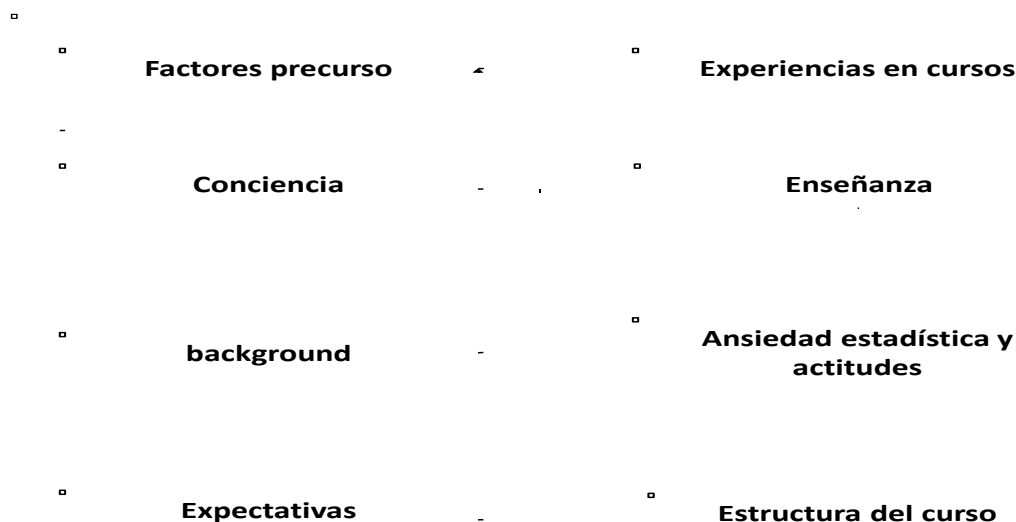 Factores precurso
Experiencias en cursos
Conciencia
Enseñanza
background
Ansiedad estadística y
actitudes
Expectativas
Estructura del curso